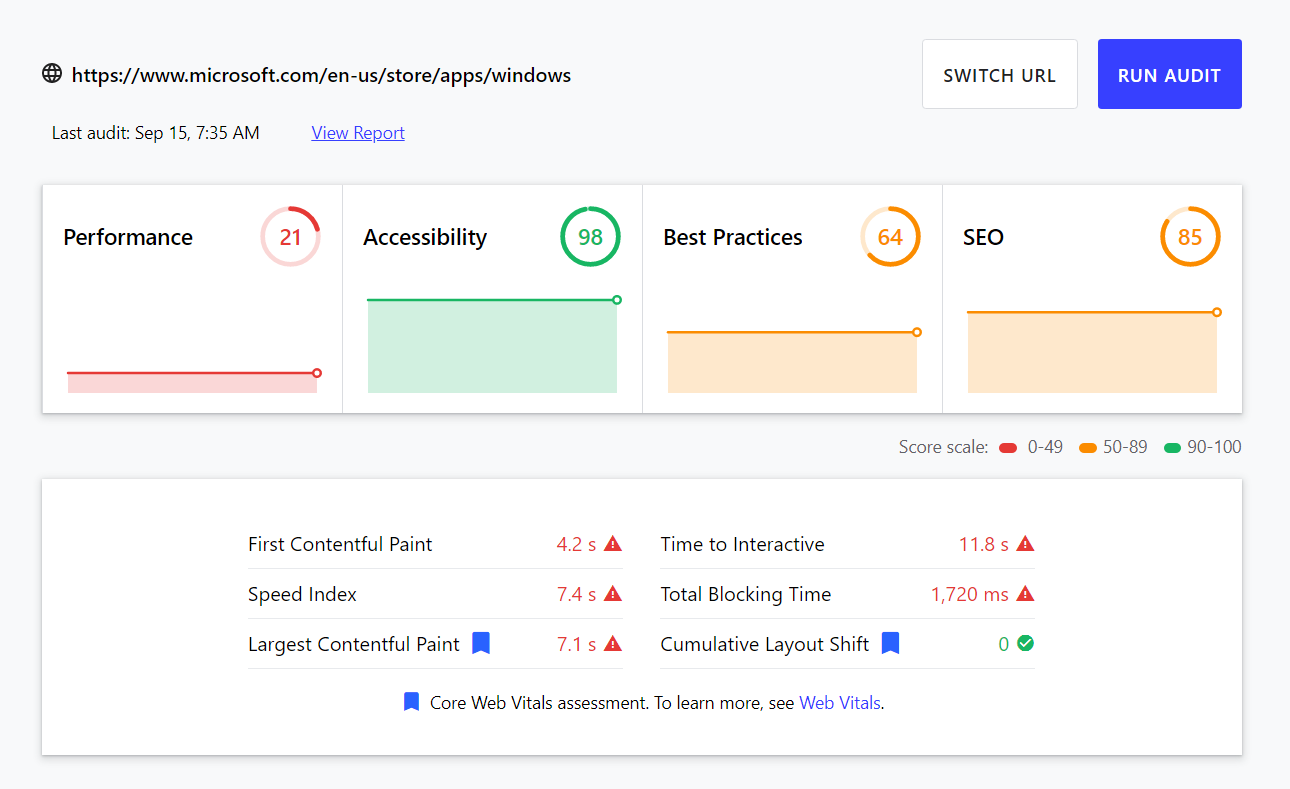 https://www.microsoft.com/en-us/store/apps/windows
SWITCH URL
RUN AUDIT
Last audit: Sep 15, 7:35 AM
View Report
Performance
21
Accessibility
98
Best Practices
64
SEO
85
Score scale: 0-49 50-89 90-100
First Contentful Paint 4.2 s
Time to Interactive 11.8 s
Speed Index 7.4 s
Total Blocking Time 1,720 ms
Largest Contentful Paint 7.1 s
Cumulative Layout Shift 0
Core Web Vitals assessment. To learn more, see Web Vitals.